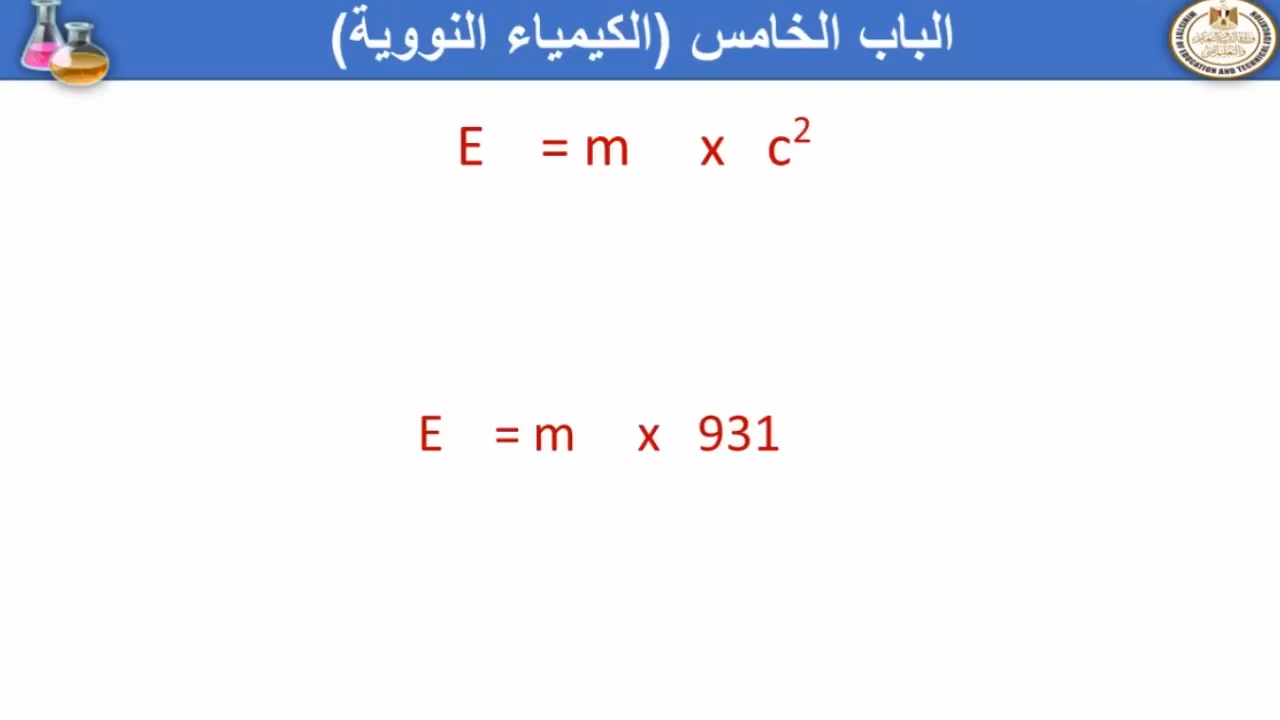 الباب الخامس (الكيمياء النووية)
E = m x c²
E = m x 931